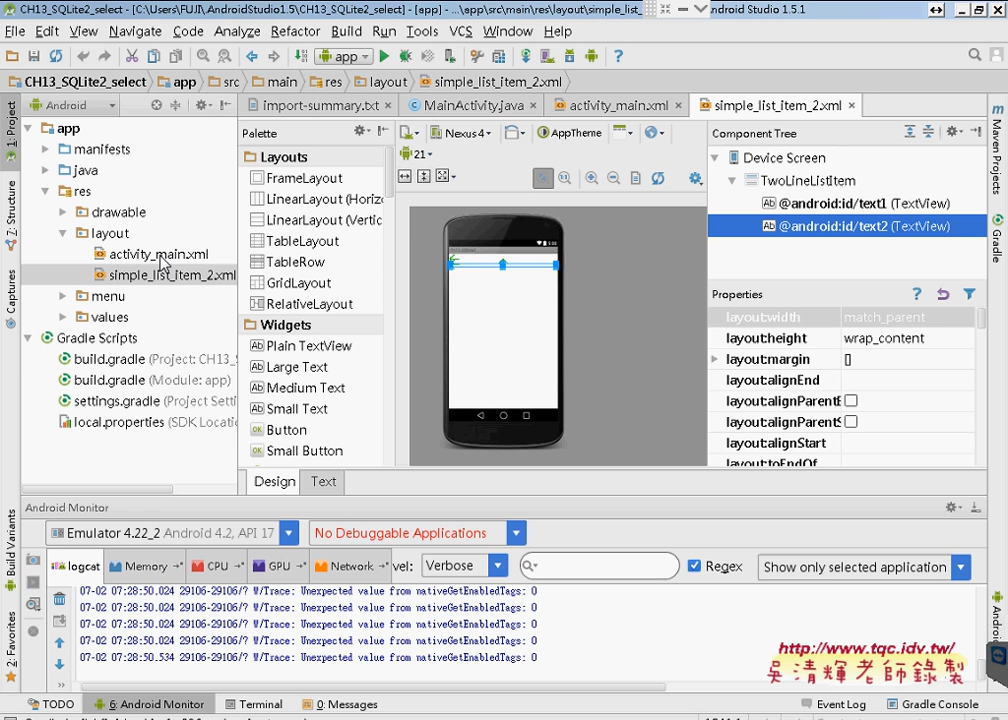 CH13_SQLite2_select - [C:\Users\FUJI\AndroidStudio1.5\CH13_SQLite2_select] - [app] - ...\app\src\main\res\layout\simple_list_
ndroid Studio 1.5.1
File Edit View Navigate Code Analyze Refactor Build Run Tools VCS Window Help
app
CH13_SQLite2_select app src main res layout simple_list_item_2.xml
Android
import-summary.txt MainActivity.java activity_main.xml simple_list_item_2.xml
1: Project
Z: Structure
Captures
Build Variants
2: Favorites
app
manifests
java
res
drawable
layout
activity_main.xml
simple_list_item_2.xml
menu
values
Gradle Scripts
build.gradle (Project: CH13_S
build.gradle (Module: app)
settings.gradle (Project Setti
local.properties (SDK Locatio
Palette
Layouts
FrameLayout
LinearLayout (Horizo
LinearLayout (Vertic
TableLayout
TableRow
GridLayout
RelativeLayout
Widgets
Plain TextView
Large Text
Medium Text
Small Text
Button
Small Button
Nexus 4 AppTheme
21
Design Text
Component Tree
Device Screen
TwoLineListItem
Ab @android:id/text1 (TextView)
Ab @android:id/text2 (TextView)
Properties
layout:width match_parent
layout:height wrap_content
layout:margin []
layout:alignEnd
layout:alignParentE
layout:alignParentS
layout:alignStart
layout:toEndOf
Maven Projects
Gradle
Android Monitor
Emulator 4.22_2 Android 4.2, API 17 No Debuggable Applications
logcat Memory CPU GPU Network vel: Verbose Regex Show only selected application
07-02 07:28:50.024 29106-29106/? W/Trace: Unexpected value from nativeGetEnabledTags: 0
07-02 07:28:50.024 29106-29106/? W/Trace: Unexpected value from nativeGetEnabledTags: 0
07-02 07:28:50.024 29106-29106/? W/Trace: Unexpected value from nativeGetEnabledTags: 0
07-02 07:28:50.024 29106-29106/? W/Trace: Unexpected value from nativeGetEnabledTags: 0
07-02 07:28:50.534 29106-29106/? W/Trace: Unexpected value from nativeGetEnabledTags: 0
http://www.tqc.idv.tw/
吳清輝老師錄製
TODO 6: Android Monitor Terminal 0: Messages Event Log Gradle Console